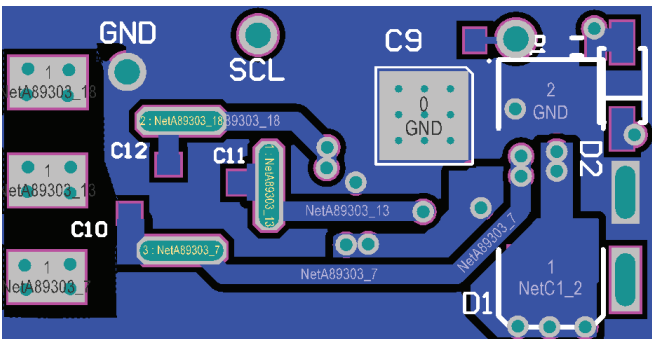 GND
SCL
C9
1
NetA89303_18
2 : NetA89303_18
89303_18
0
GND
2
GND
D2
C12
C11
1
NetA89303_13
1 : NetA89303_13
NetA89303_13
C10
3 : NetA89303_7
1
NetA89303_7
NetA89303_7
NetA89303_7
D1
1
NetC1_2